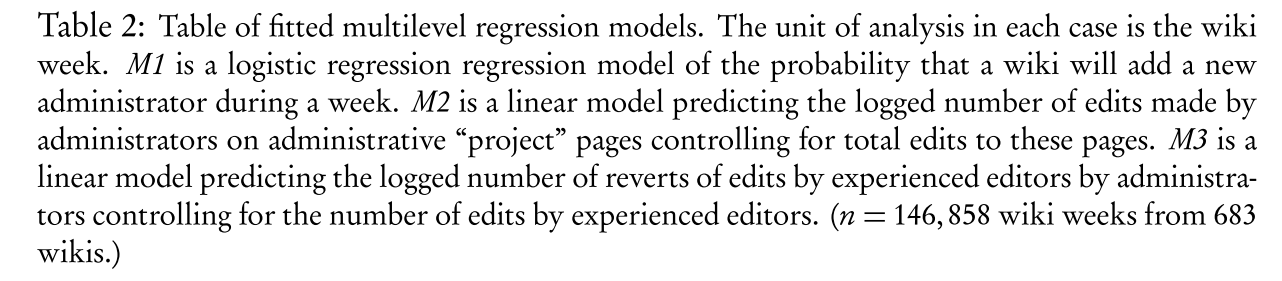 Table 2: Table of fitted multilevel regression models. The unit of analysis in each case is the wiki
week. M1 is a logistic regression regression model of the probability that a wiki will add a new
administrator during a week. M2 is a linear model predicting the logged number of edits made by
administrators on administrative “project” pages controlling for total edits to these pages. M3 is a
linear model predicting the logged number of reverts of edits by experienced editors by administra-
tors controlling for the number of edits by experienced editors. (n = 146, 858 wiki weeks from 683
wikis.)